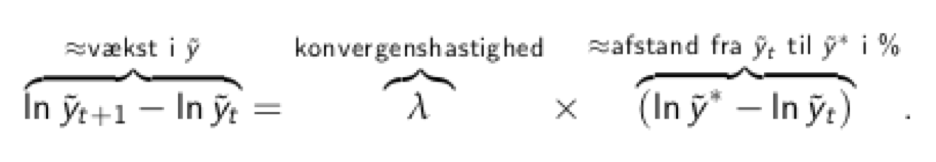 ≈vækst i ỹ konvergenshastighed ≈afstand fra ỹₜ til ỹ* i %
ln ỹₜ₊₁ − ln ỹₜ = λ × (ln ỹ* − ln ỹₜ) .